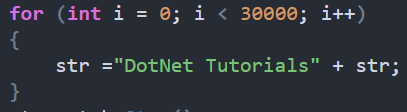 for (int i = 0; i < 30000; i++)
{
    str ="DotNet Tutorials" + str;
}